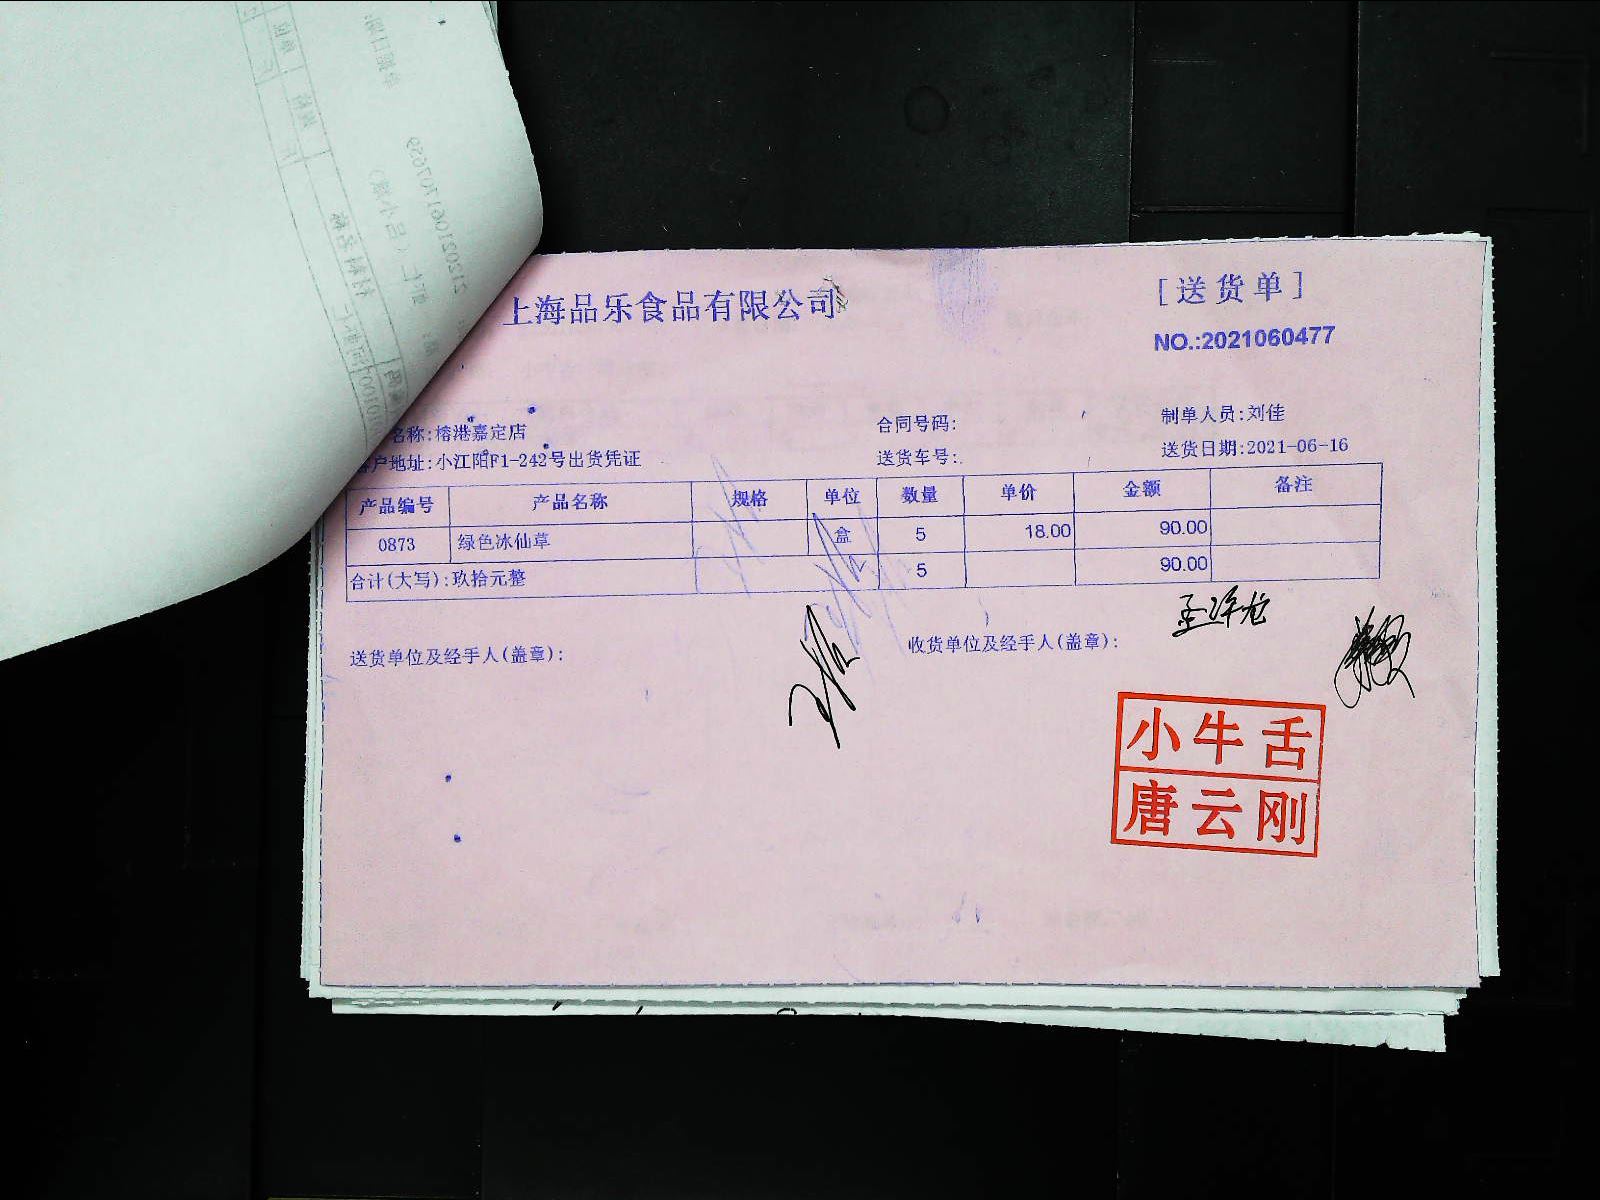 上海品乐食品有限公司
[送货单]
NO.:2021060477
名称:榕港嘉定店
合同号码:
制单人员:刘佳
客户地址:小江阳F1-242号出货凭证
送货车号:
送货日期:2021-06-16
产品编号 产品名称 规格 单位 数量 单价 金额 备注
0873 绿色冰仙草 盒 5 18.00 90.00
合计(大写):玖拾元整 5 90.00
送货单位及经手人(盖章):
收货单位及经手人(盖章):
小牛舌
唐云刚